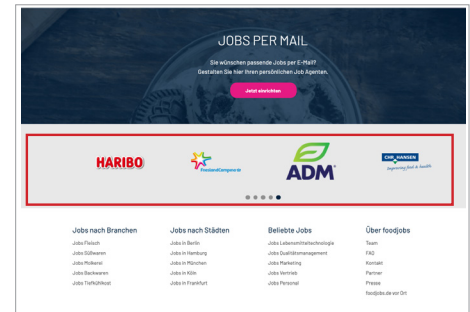 JOBS PER MAIL
Sie wünschen passende Jobs per E-Mail?
Gestalten Sie hier Ihren persönlichen Job Agenten.
Jetzt einrichten
HARIBO
FoodandCompany.de
ADM
CHR HANSEN
Improving food & health
Jobs nach Branchen
Jobs Fleisch
Jobs Süßwaren
Jobs Molkerei
Jobs Backwaren
Jobs Tiefkühlkost
Jobs nach Städten
Jobs in Berlin
Jobs in Hamburg
Jobs in München
Jobs in Köln
Jobs in Frankfurt
Beliebte Jobs
Jobs Lebensmitteltechnologie
Jobs Qualitätsmanagement
Jobs Marketing
Jobs Vertrieb
Jobs Personal
Über foodjobs
Team
FAQ
Kontakt
Partner
Presse
foodjobs.de vor Ort